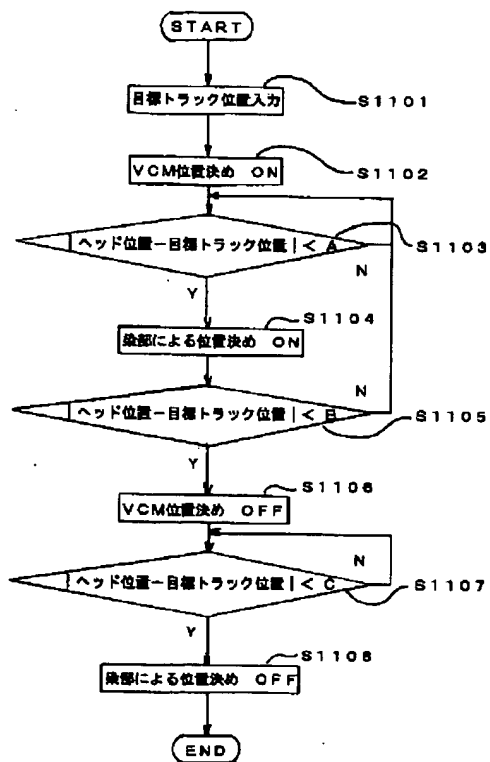 START
目標トラック位置入力
S1101
VCM位置決め ON
S1102
|ヘッド位置-目標トラック位置|< A
S1103
N
Y
S1104
梁部による位置決め ON
N
|ヘッド位置-目標トラック位置|< B
S1105
Y
S1106
VCM位置決め OFF
N
|ヘッド位置-目標トラック位置|< C
S1107
Y
S1108
梁部による位置決め OFF
END